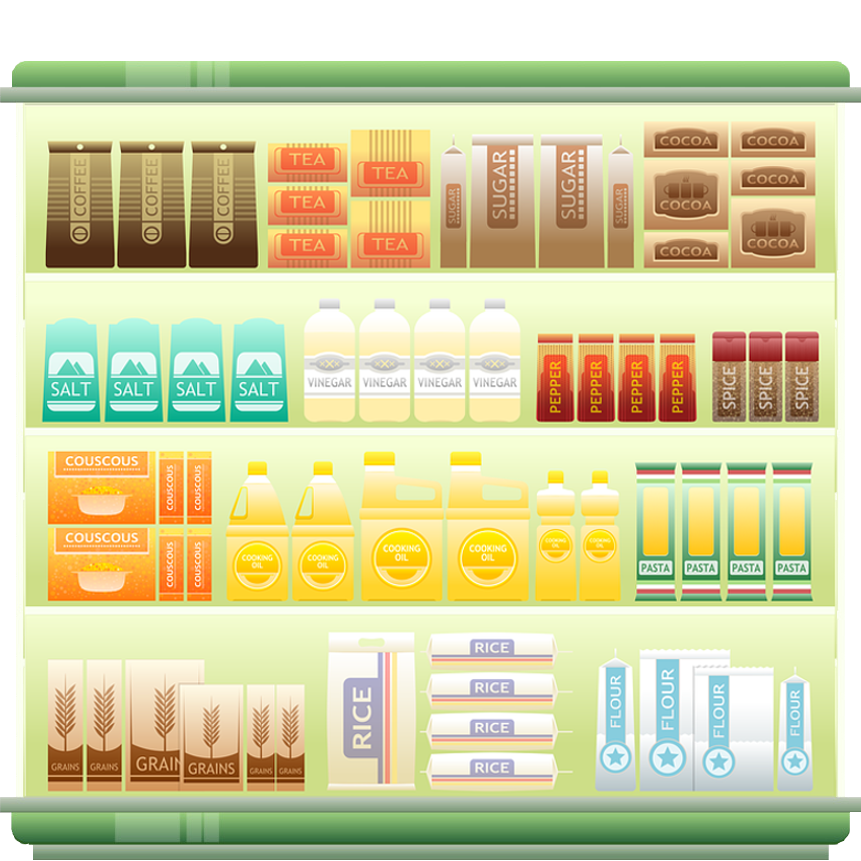 COFFEE
COFFEE
COFFEE
TEA
TEA
TEA
TEA
TEA
SUGAR
SUGAR
SUGAR
SUGAR
COCOA
COCOA
COCOA
COCOA
COCOA
COCOA
SALT
SALT
SALT
SALT
VINEGAR
VINEGAR
VINEGAR
VINEGAR
PEPPER
PEPPER
PEPPER
PEPPER
SPICE
SPICE
SPICE
COUSCOUS
COUSCOUS
COUSCOUS
COUSCOUS
COUSCOUS
COUSCOUS
COOKING
OIL
COOKING
OIL
COOKING
OIL
COOKING
OIL
COOKING
OIL
COOKING
OIL
PASTA
PASTA
PASTA
PASTA
GRAINS
GRAINS
GRAIN
GRAINS
GRAINS
GRAINS
RICE
RICE
RICE
RICE
RICE
FLOUR
FLOUR
FLOUR
FLOUR